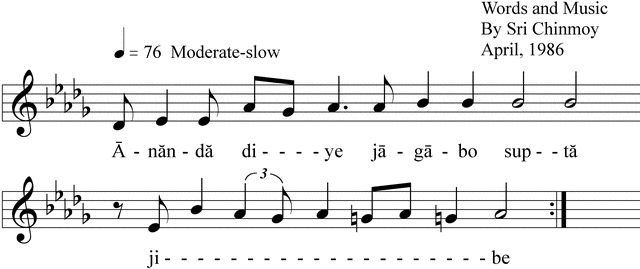 Words and Music
By Sri Chinmoy
April, 1986
= 76 Moderate-slow
Ā - năn - dă di - - - - ye jā - gā - bo sup - - tă
3
ji - - - - - - - - - - - - - - - - - - - - be